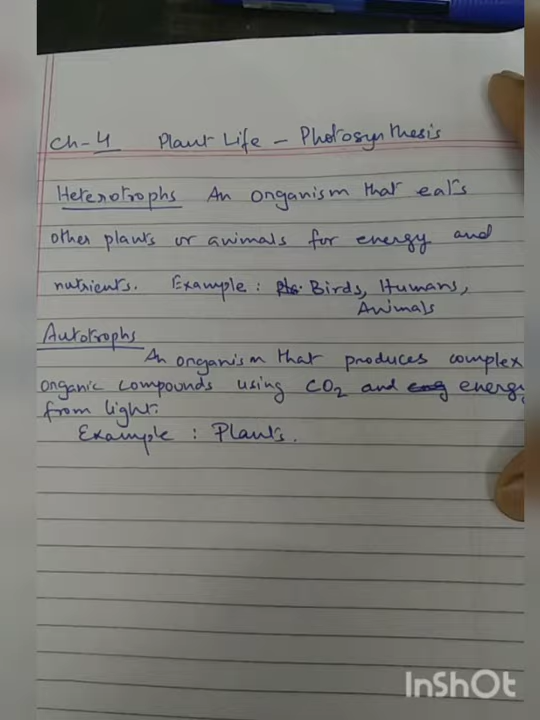 Ch-4 Plant Life - Photosynthesis
Heterotrophs An organism that eats
other plants or animals for energy and
nutrients. Example : Birds, Humans,
Animals
Autotrophs
An organism that produces complex
organic compounds using CO2 and energy
from light.
Example : Plants.
InShOt